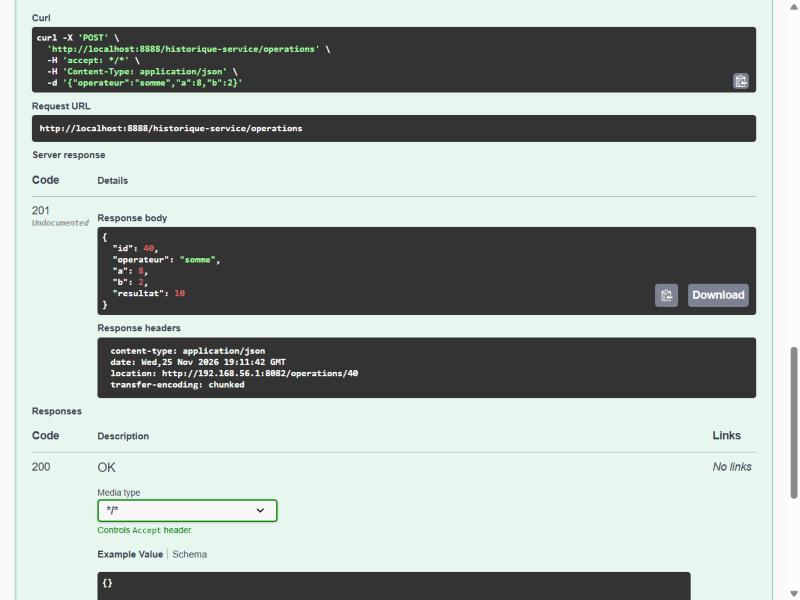 Curl
curl -X 'POST' \
'http://localhost:8888/historique-service/operations' \
-H 'accept: */*' \
-H 'Content-Type: application/json' \
-d '{"operateur":"somme","a":8,"b":2}'
Request URL
http://localhost:8888/historique-service/operations
Server response
Code Details
201
Undocumented
Response body
{
"id": 40,
"operateur": "somme",
"a": 8,
"b": 2,
"resultat": 10
}
Download
Response headers
content-type: application/json
date: Wed,25 Nov 2026 19:11:42 GMT
location: http://192.168.56.1:8082/operations/40
transfer-encoding: chunked
Responses
Code Description Links
200 OK No links
Media type
*/*
Controls Accept header.
Example Value Schema
{}